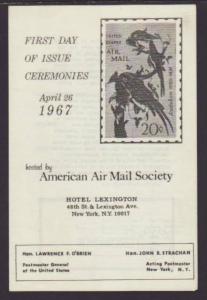 FIRST DAY
OF ISSUE
CEREMONIES
April 26
1967
UNITED STATES
AIR
MAIL
20c
hosted by
American Air Mail Society
HOTEL LEXINGTON
48th St. & Lexington Ave.
New York, N.Y. 10017
Hon. LAWRENCE F. O'BRIEN
Postmaster General
of the United States
Hon. JOHN R. STRACHAN
Acting Postmaster
New York, N. Y.